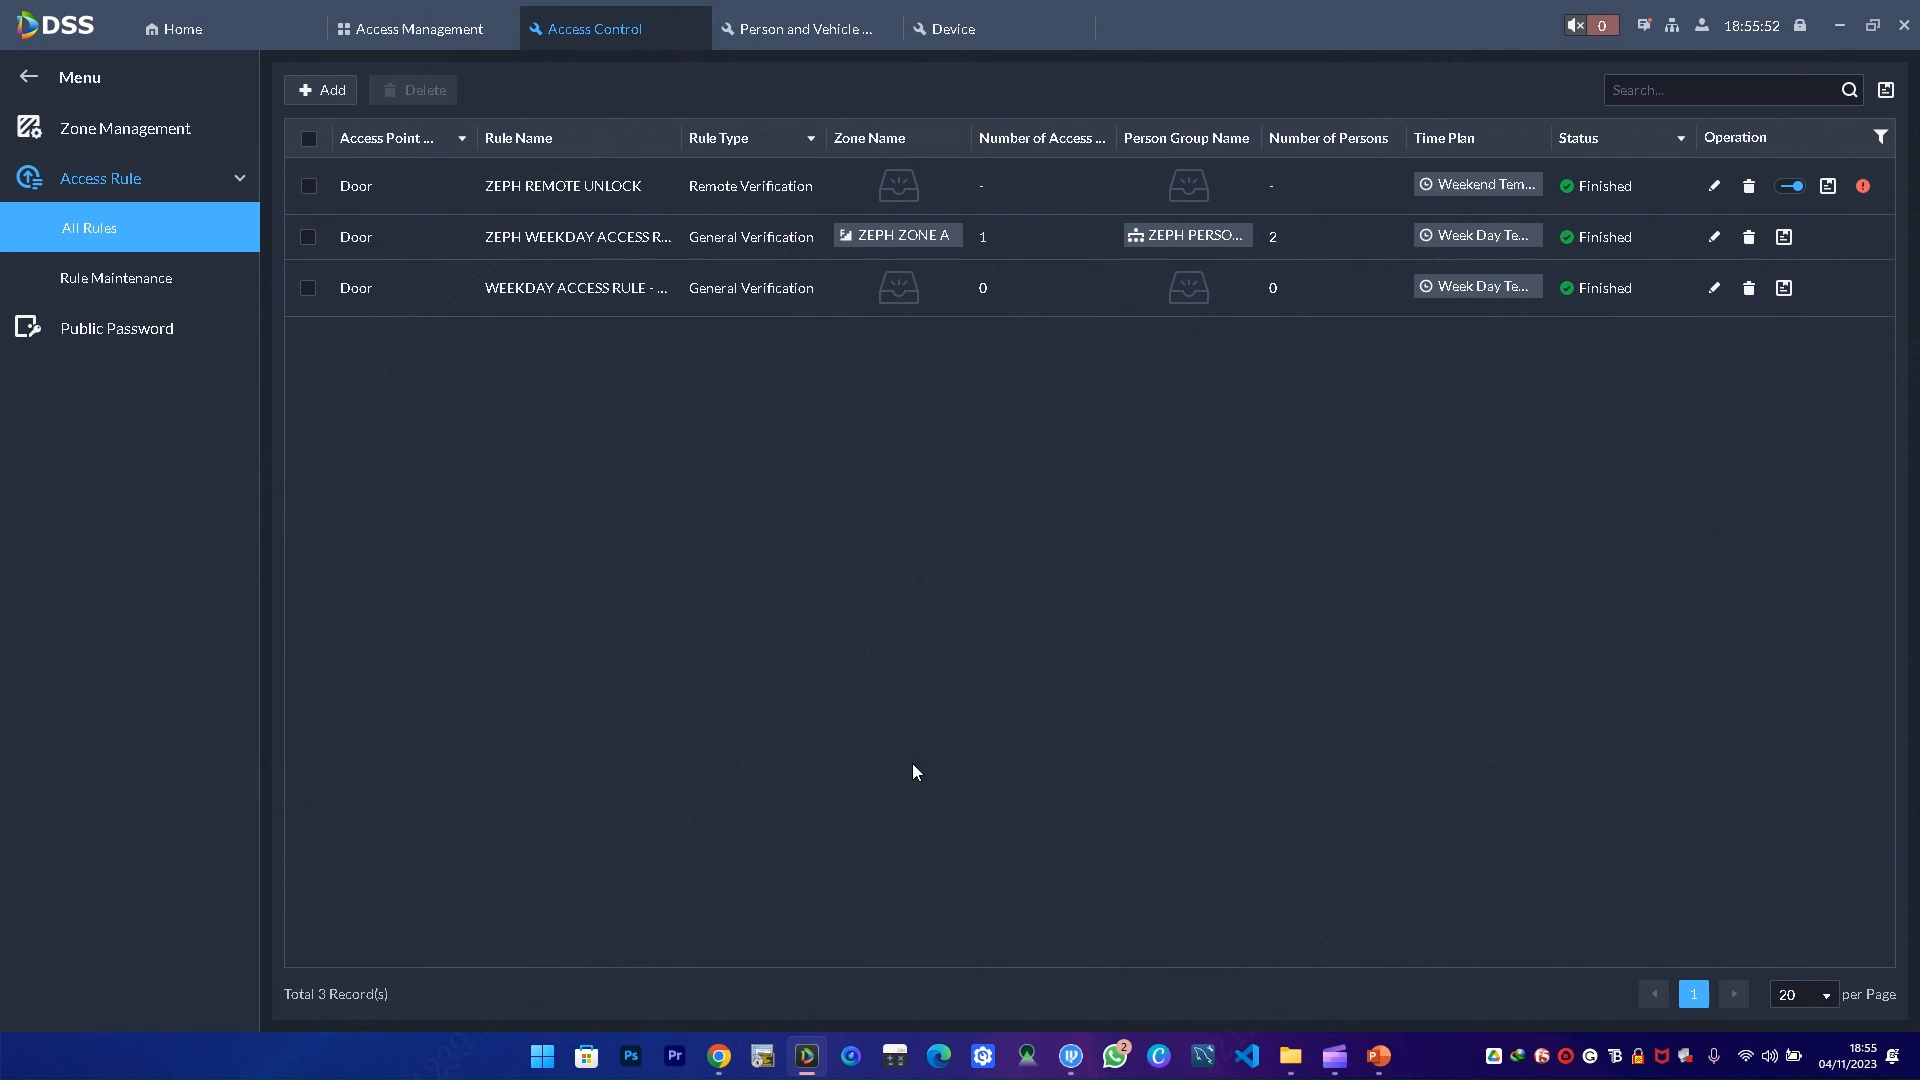 DSS
Home
Access Management
Access Control
Person and Vehicle ...
Device
0
18:55:52
Menu
Zone Management
Access Rule
All Rules
Rule Maintenance
Public Password
Add
Delete
Search...
Access Point ...
Rule Name
Rule Type
Zone Name
Number of Access ...
Person Group Name
Number of Persons
Time Plan
Status
Operation
Door
ZEPH REMOTE UNLOCK
Remote Verification
-
-
Weekend Tem...
Finished
Door
ZEPH WEEKDAY ACCESS R...
General Verification
ZEPH ZONE A
1
ZEPH PERSO...
2
Week Day Te...
Finished
Door
WEEKDAY ACCESS RULE - ...
General Verification
0
0
Week Day Te...
Finished
Total 3 Record(s)
1
20
per Page
Ps
Pr
2
18:55
04/11/2023